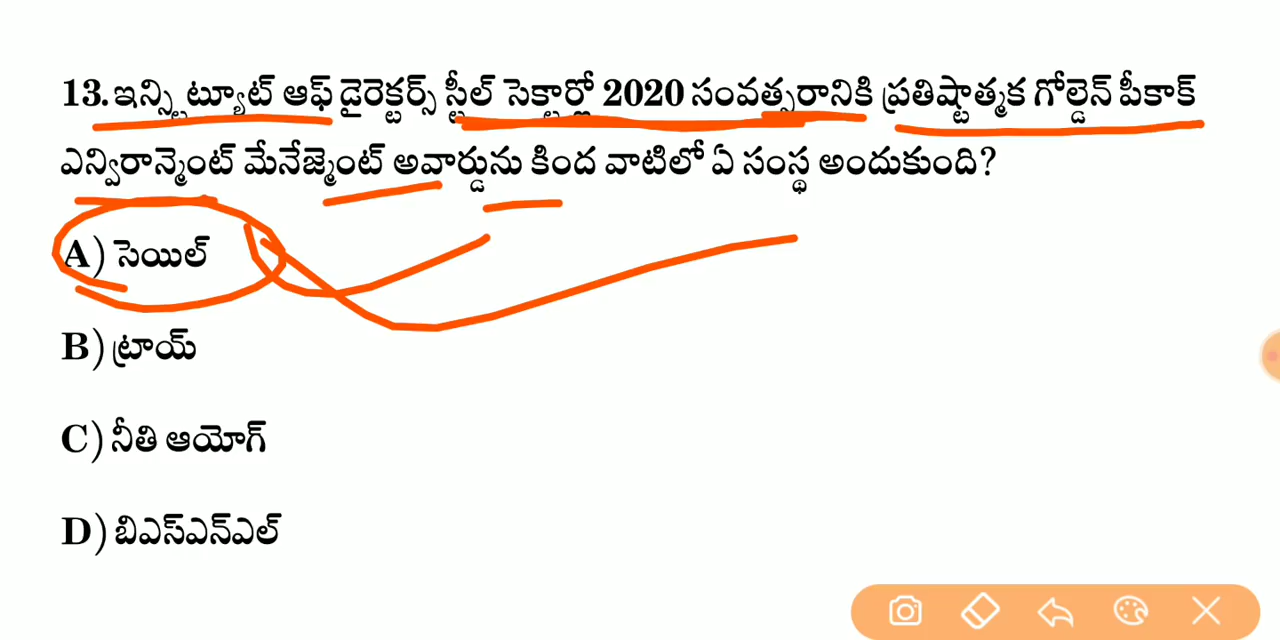 13. ఇన్స్టిట్యూట్ ఆఫ్ డైరెక్టర్స్ స్టీల్ సెక్టార్లో 2020 సంవత్సరానికి ప్రతిష్టాత్మక గోల్డెన్ పీకాక్
ఎన్విరాన్మెంట్ మేనేజ్మెంట్ అవార్డును కింద వాటిలో ఏ సంస్థ అందుకుంది?
A) సెయిల్
B) ట్రాయ్
C) నీతి ఆయోగ్
D) బిఎస్ఎన్ఎల్